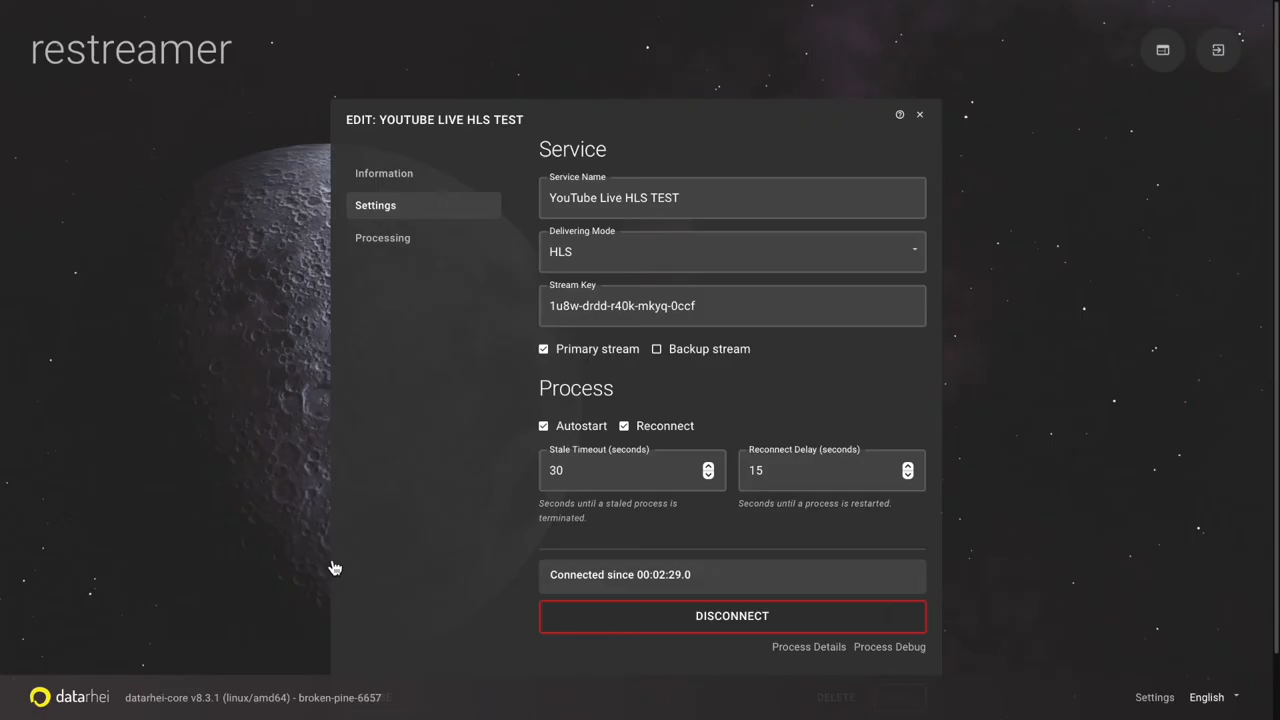 restreamer
EDIT: YOUTUBE LIVE HLS TEST
Information
Settings
Processing
Service
Service Name
YouTube Live HLS TEST
Delivering Mode
HLS
Stream Key
1u8w-drdd-r40k-mkyq-0ccf
Primary stream
Backup stream
Process
Autostart
Reconnect
Stale Timeout (seconds)
30
Seconds until a staled process is
terminated.
Reconnect Delay (seconds)
15
Seconds until a process is restarted.
Connected since 00:02:29.0
DISCONNECT
Process Details
Process Debug
datarhei
datarhei-core v8.3.1 (linux/amd64) - broken-pine-6657
DELETE
Settings
English